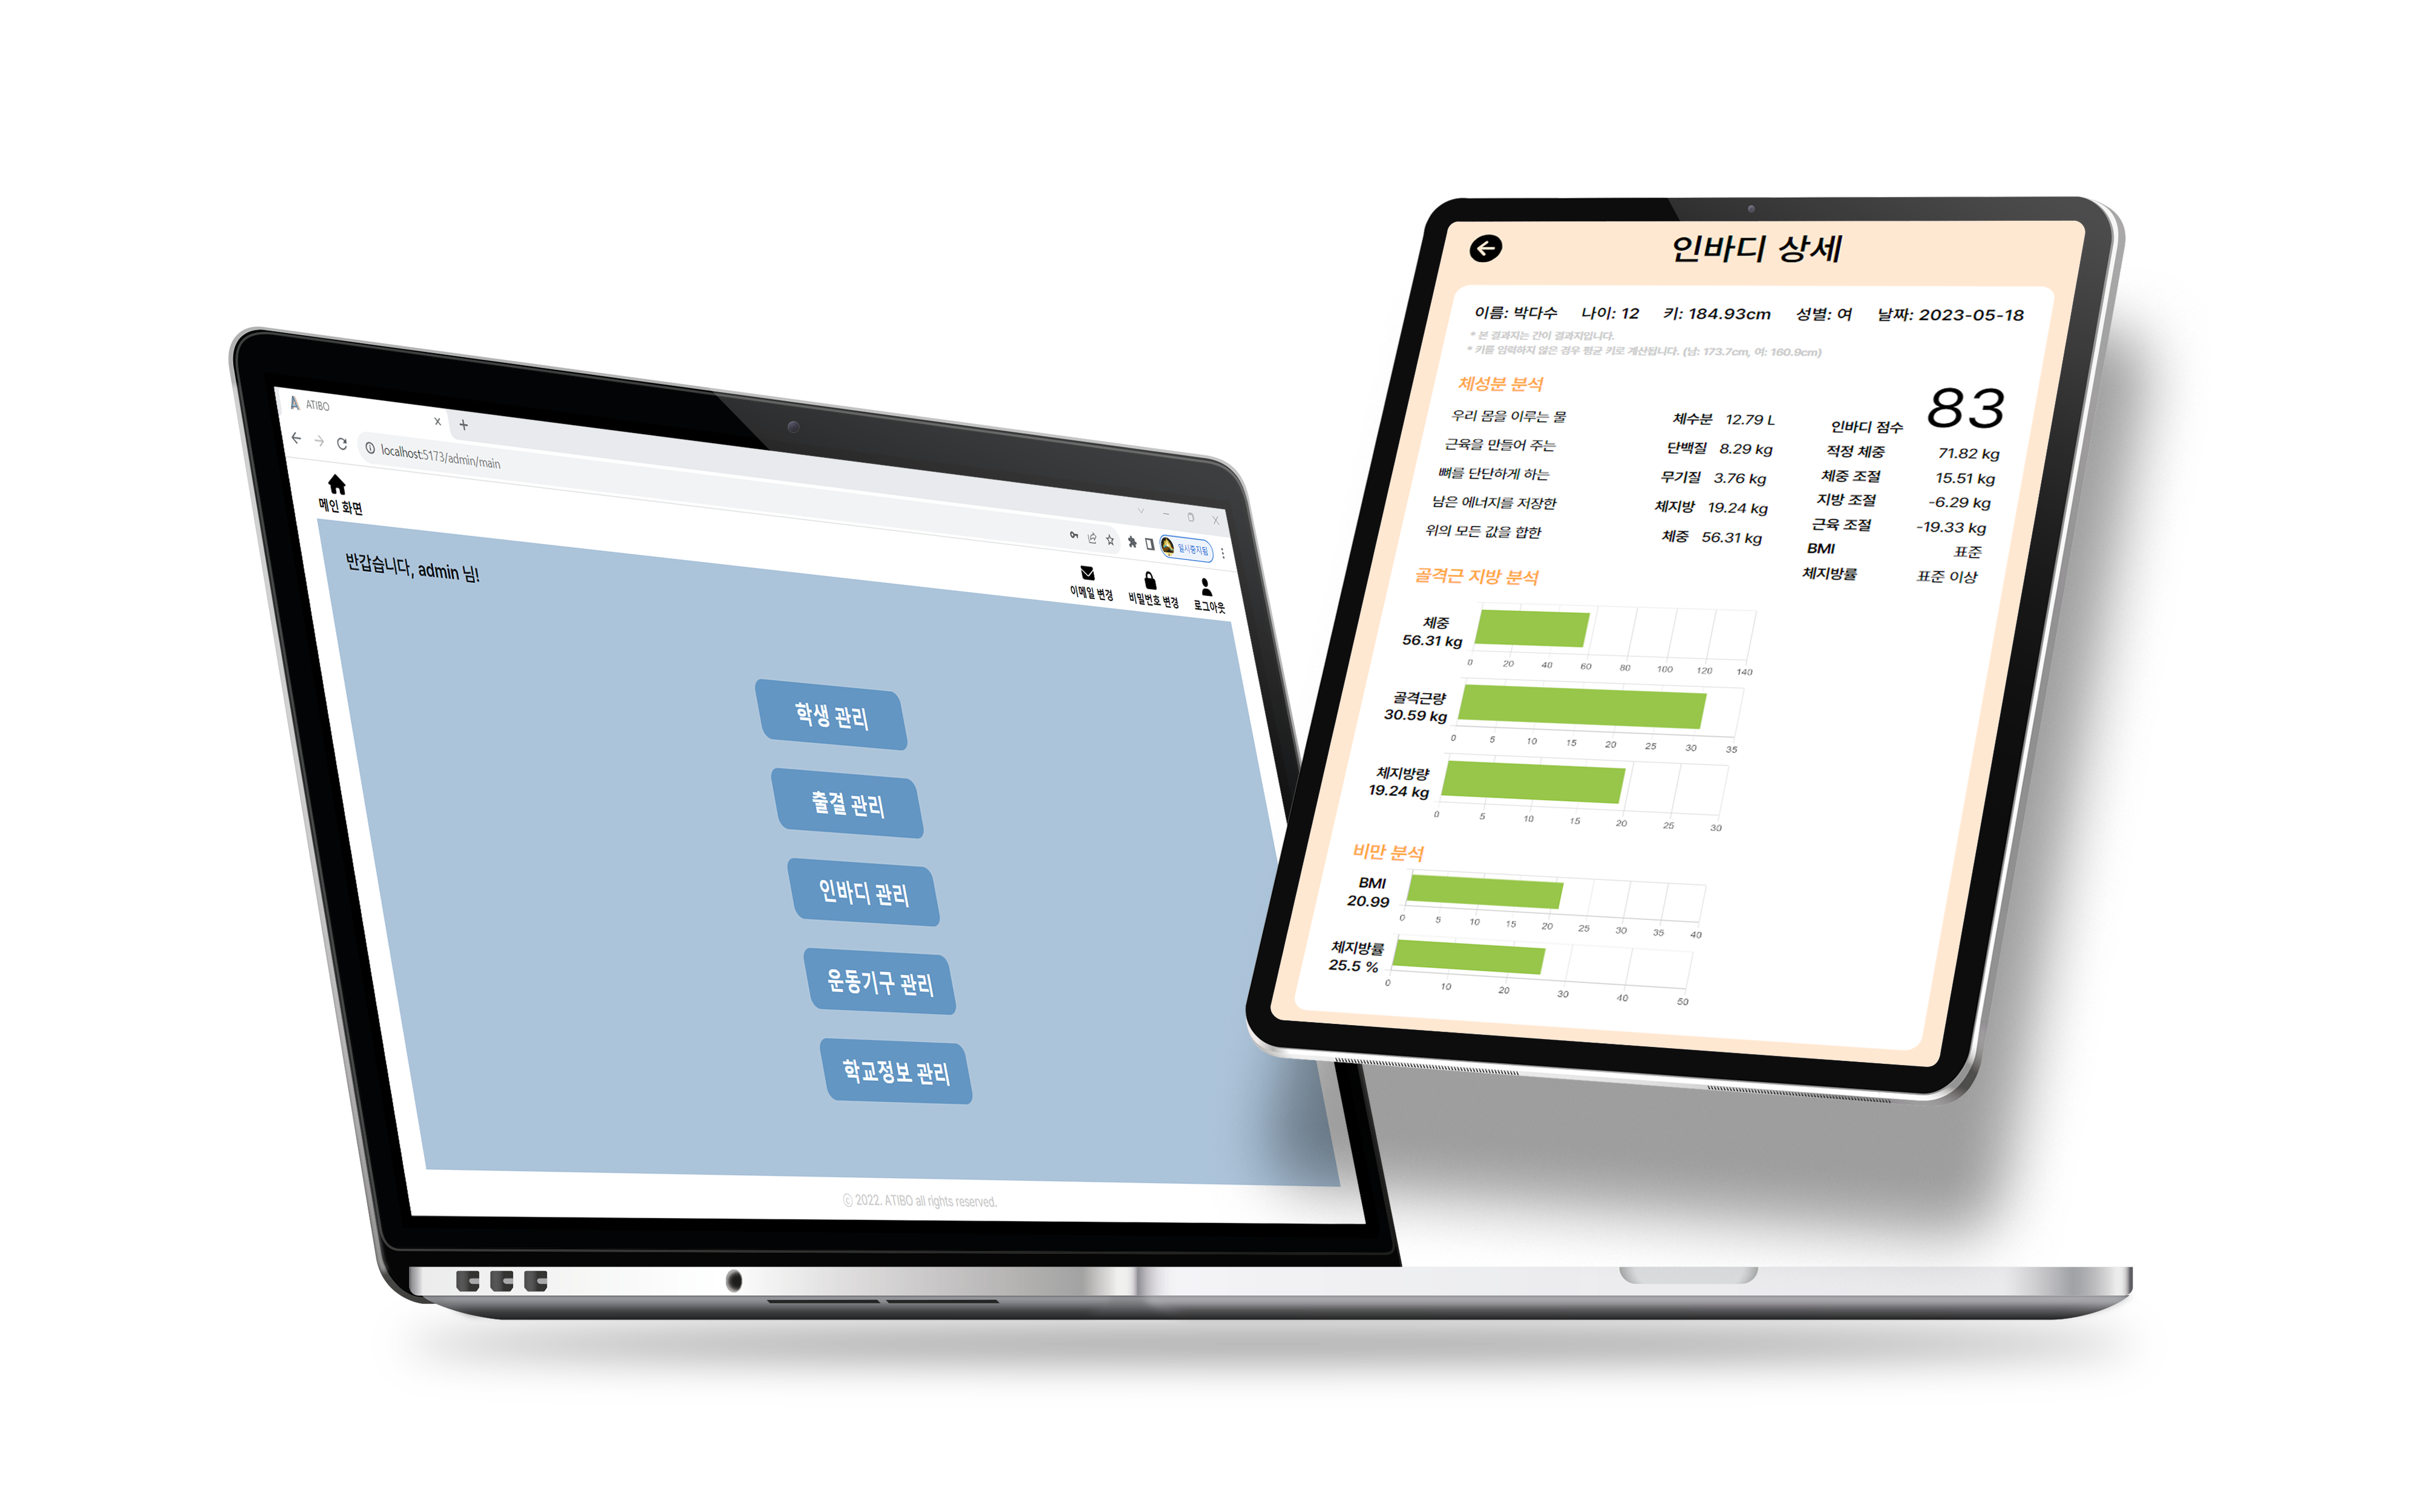 ATIBO
localhost:5173/admin/main
일시중지됨
메인 화면
이메일 변경
비밀번호 변경
로그아웃
반갑습니다, admin 님!
학생 관리
출결 관리
인바디 관리
운동기구 관리
학교정보 관리
ⓒ 2022. ATIBO all rights reserved.
인바디 상세
이름: 박다수 나이: 12 키: 184.93cm 성별: 여 날짜: 2023-05-18
* 본 결과지는 간이 결과지입니다.
* 키를 입력하지 않은 경우 평균 키로 계산됩니다. (남: 173.7cm, 여: 160.9cm)
체성분 분석
우리 몸을 이루는 물 체수분 12.79 L
근육을 만들어 주는 단백질 8.29 kg
뼈를 단단하게 하는 무기질 3.76 kg
남은 에너지를 저장한 체지방 19.24 kg
위의 모든 값을 합한 체중 56.31 kg
인바디 점수 83
적정 체중 71.82 kg
체중 조절 15.51 kg
지방 조절 -6.29 kg
근육 조절 -19.33 kg
BMI 표준
체지방률 표준 이상
골격근 지방 분석
체중
56.31 kg
0 20 40 60 80 100 120 140
골격근량
30.59 kg
0 5 10 15 20 25 30 35
체지방량
19.24 kg
0 5 10 15 20 25 30
비만 분석
BMI
20.99
0 5 10 15 20 25 30 35 40
체지방률
25.5 %
0 10 20 30 40 50